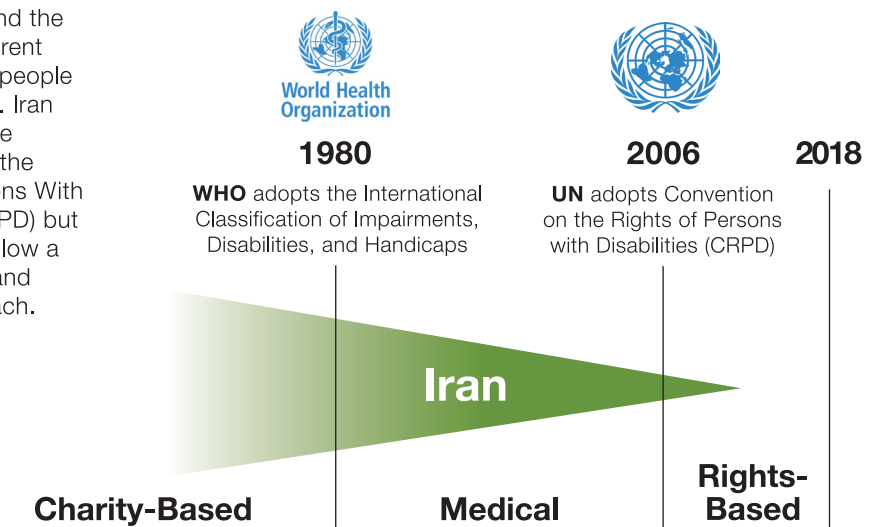 nd the
rent
people
. Iran
e
the
ns With
PD) but
low a
and
ach.
World Health
Organization
1980
WHO adopts the International
Classification of Impairments,
Disabilities, and Handicaps
2006
UN adopts Convention
on the Rights of Persons
with Disabilities (CRPD)
2018
Iran
Charity-Based
Medical
Rights-
Based